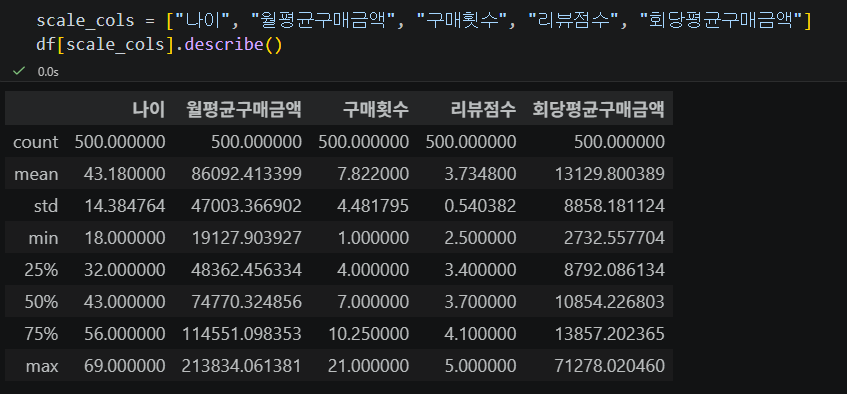 scale_cols = ["나이", "월평균구매금액", "구매횟수", "리뷰점수", "회당평균구매금액"]
df[scale_cols].describe()
✓ 0.0s
나이 월평균구매금액 구매횟수 리뷰점수 회당평균구매금액
count 500.000000 500.000000 500.000000 500.000000 500.000000
mean 43.180000 86092.413399 7.822000 3.734800 13129.800389
std 14.384764 47003.366902 4.481795 0.540382 8858.181124
min 18.000000 19127.903927 1.000000 2.500000 2732.557704
25% 32.000000 48362.456334 4.000000 3.400000 8792.086134
50% 43.000000 74770.324856 7.000000 3.700000 10854.226803
75% 56.000000 114551.098353 10.250000 4.100000 13857.202365
max 69.000000 213834.061381 21.000000 5.000000 71278.020460